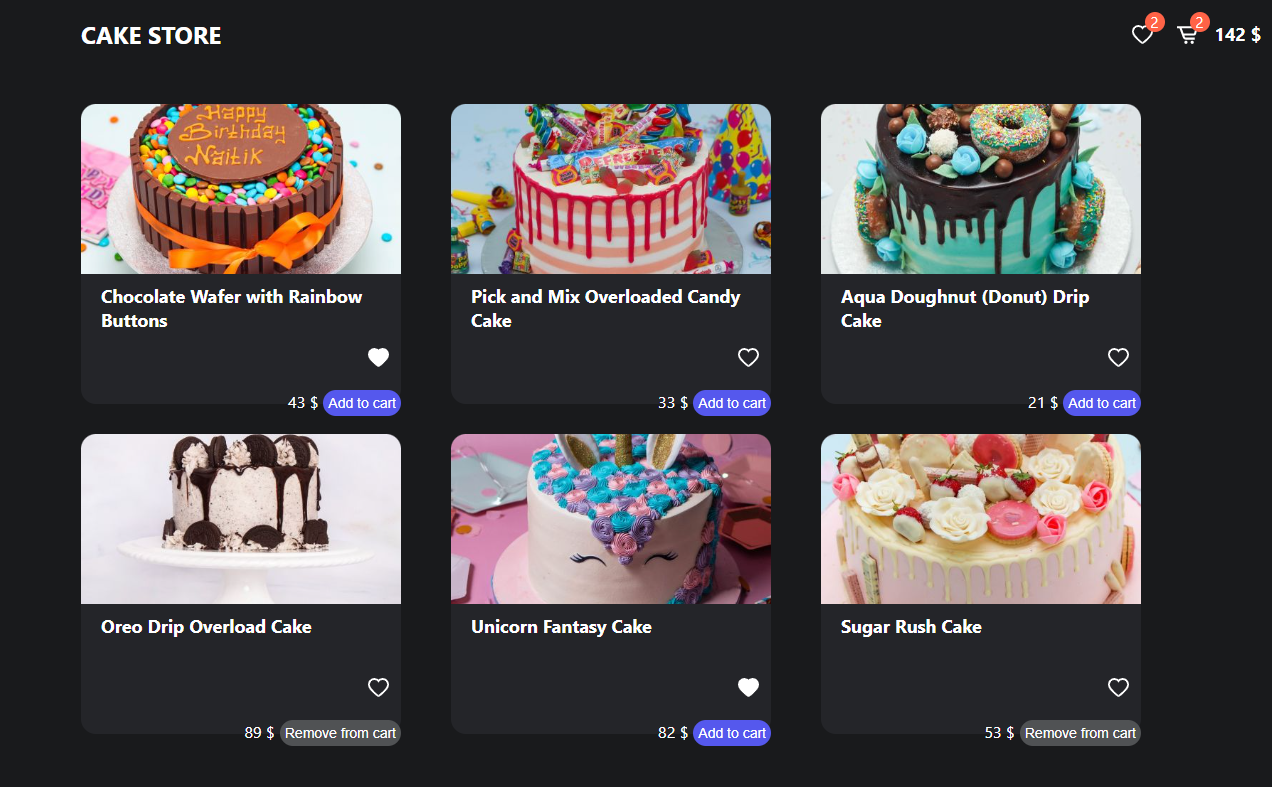 CAKE STORE
2
2
142 $
Happy
Birthday
Naitik
REFRESH
Chocolate Wafer with Rainbow
Buttons
Pick and Mix Overloaded Candy
Cake
Aqua Doughnut (Donut) Drip
Cake
43 $ Add to cart
33 $ Add to cart
21 $ Add to cart
Oreo Drip Overload Cake
Unicorn Fantasy Cake
Sugar Rush Cake
89 $ Remove from cart
82 $ Add to cart
53 $ Remove from cart